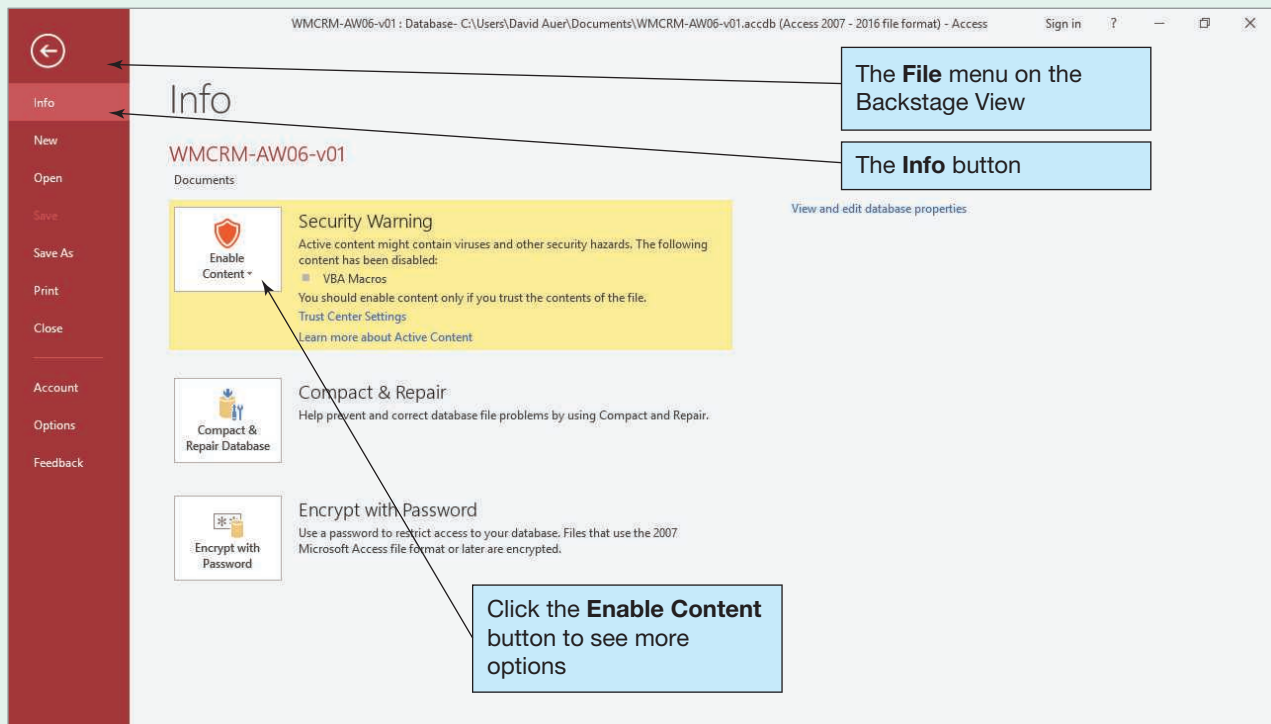 WMCRM-AW06-v01 : Database- C:\Users\David Auer\Documents\WMCRM-AW06-v01.accdb (Access 2007 - 2016 file format) - Access
Sign in
?
Info
New
Open
Save
Save As
Print
Close
Account
Options
Feedback
Info
WMCRM-AW06-v01
Documents
Enable
Content
Security Warning
Active content might contain viruses and other security hazards. The following
content has been disabled:
VBA Macros
You should enable content only if you trust the contents of the file.
Trust Center Settings
Learn more about Active Content
Compact &
Repair Database
Compact & Repair
Help prevent and correct database file problems by using Compact and Repair.
Encrypt with
Password
Encrypt with Password
Use a password to restrict access to your database. Files that use the 2007
Microsoft Access file format or later are encrypted.
View and edit database properties
The File menu on the
Backstage View
The Info button
Click the Enable Content
button to see more
options